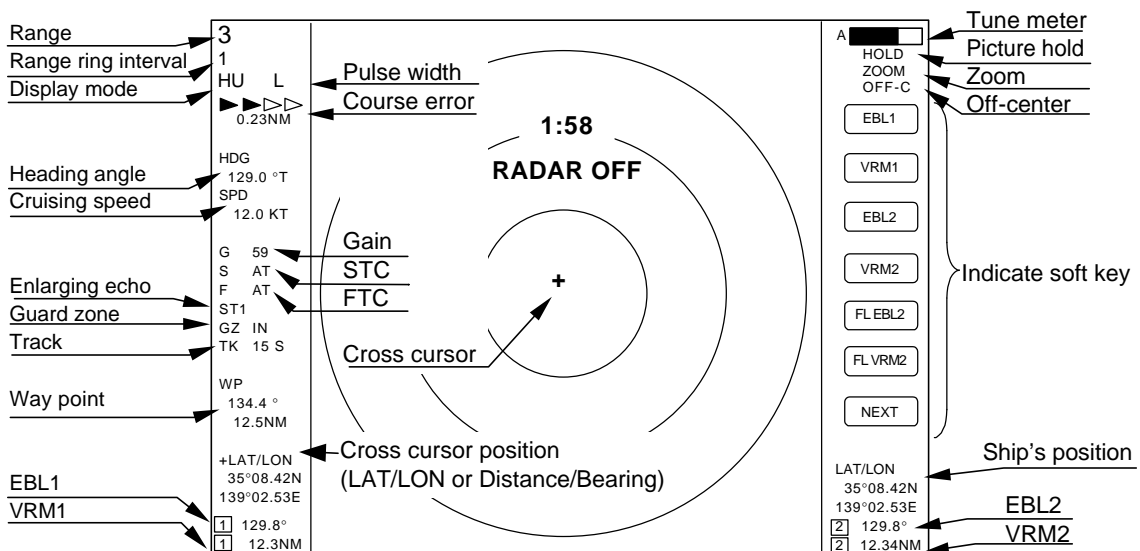 Range
Range ring interval
Display mode
3
1
HU L
0.23NM
Pulse width
Course error
Heading angle
Cruising speed
HDG
129.0 °T
SPD
12.0 KT
G 59
S AT
F AT
ST1
GZ IN
TK 15 S
Gain
STC
FTC
Enlarging echo
Guard zone
Track
Cross cursor
Way point
WP
134.4 °
12.5NM
Cross cursor position
(LAT/LON or Distance/Bearing)
+LAT/LON
35°08.42N
139°02.53E
EBL1
VRM1
1 129.8°
1 12.3NM
1:58
RADAR OFF
+
A
HOLD
ZOOM
OFF-C
Tune meter
Picture hold
Zoom
Off-center
EBL1
VRM1
EBL2
VRM2
FL EBL2
FL VRM2
NEXT
Indicate soft key
Ship's position
LAT/LON
35°08.42N
139°02.53E
2 129.8°
2 12.34NM
EBL2
VRM2